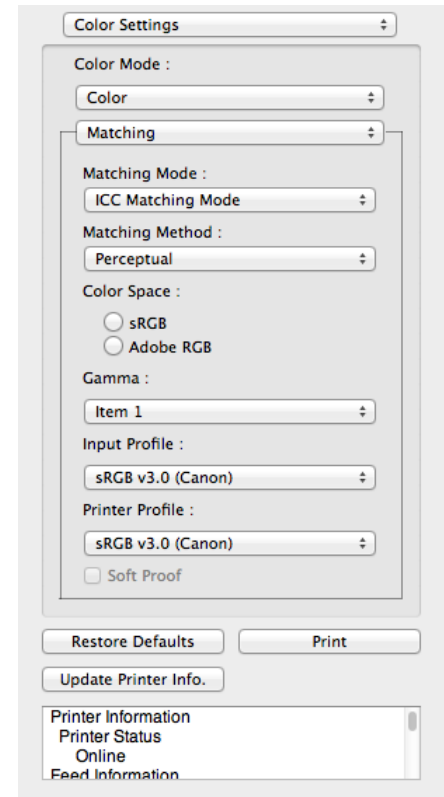 Color Settings
Color Mode :
Color
Matching
Matching Mode :
ICC Matching Mode
Matching Method :
Perceptual
Color Space :
sRGB
Adobe RGB
Gamma :
Item 1
Input Profile :
sRGB v3.0 (Canon)
Printer Profile :
sRGB v3.0 (Canon)
Soft Proof
Restore Defaults
Print
Update Printer Info.
Printer Information
Printer Status
Online
Feed Information